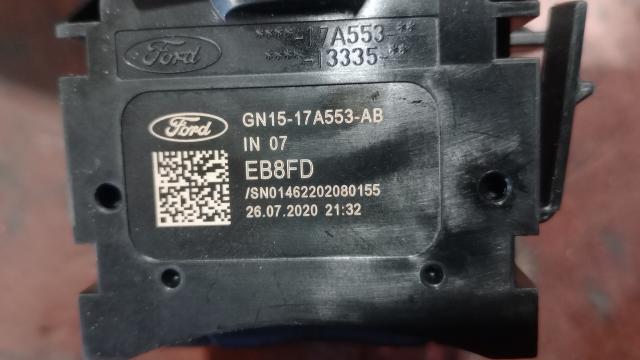 Ford
****-17A553-**
****-13335-**
Ford
GN15-17A553-AB
IN 07
EB8FD
/SN01462202080155
26.07.2020 21:32